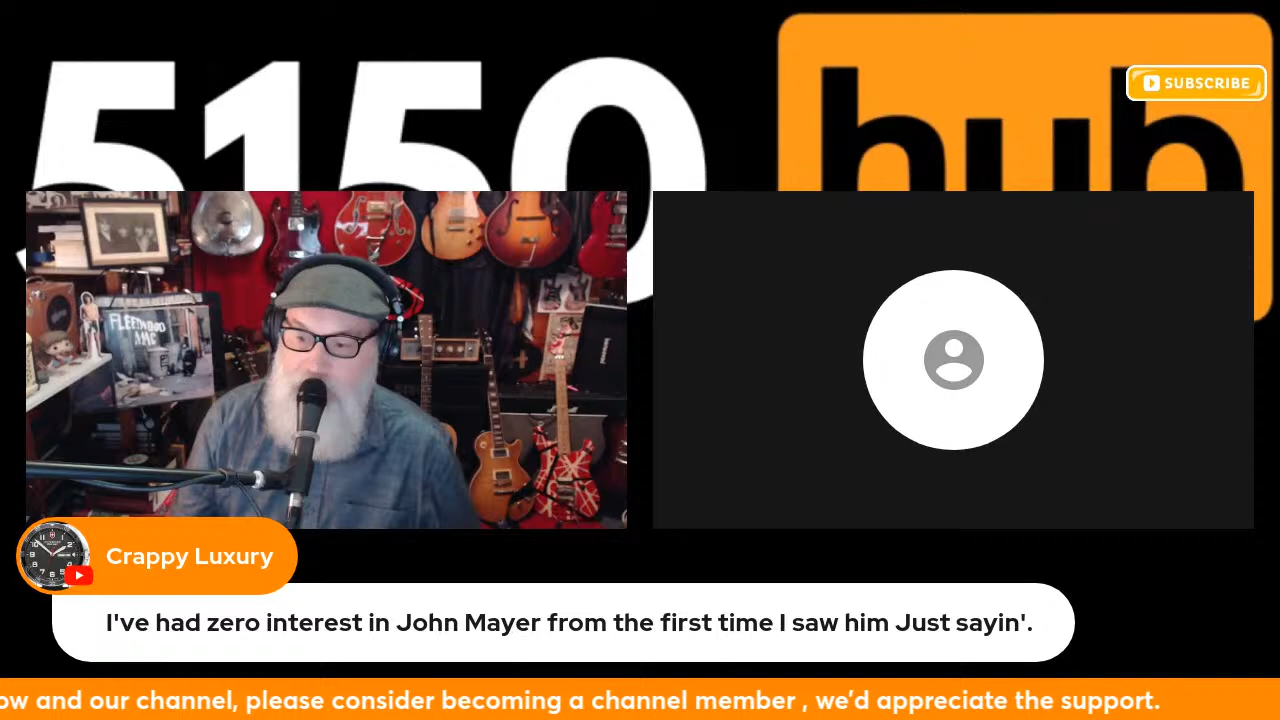 5150 hub
SUBSCRIBE
FLEETWOOD
MAC
Crappy Luxury
I've had zero interest in John Mayer from the first time I saw him Just sayin'.
ow and our channel, please consider becoming a channel member , we'd appreciate the support.